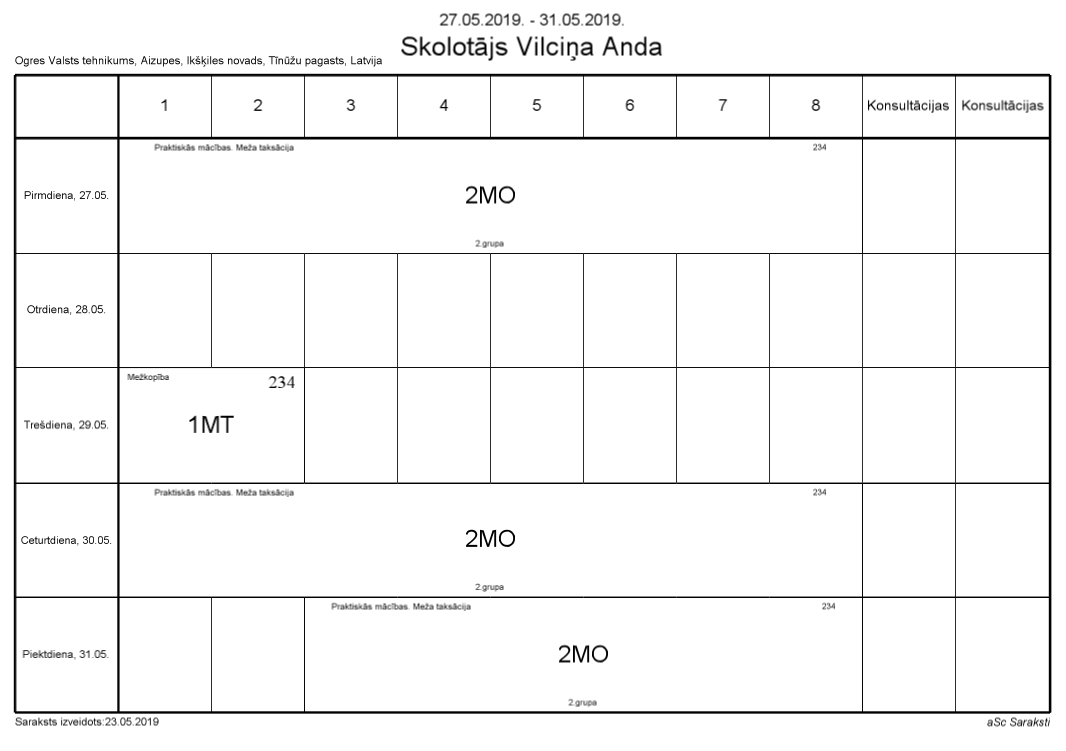 27.05.2019. - 31.05.2019.
Skolotājs Vilciņa Anda
Ogres Valsts tehnikums, Aizupes, Ikšķiles novads, Tīnūžu pagasts, Latvija
1 2 3 4 5 6 7 8 Konsultācijas Konsultācijas
Praktiskās mācības. Meža taksācija 234
Pirmdiena, 27.05. 2MO
2.grupa
Otrdiena, 28.05.
Mežkopība 234
Trešdiena, 29.05. 1MT
Praktiskās mācības. Meža taksācija 234
Ceturtdiena, 30.05. 2MO
2.grupa
Praktiskās mācības. Meža taksācija 234
Piektdiena, 31.05. 2MO
2.grupa
Saraksts izveidots:23.05.2019 aSc Saraksti